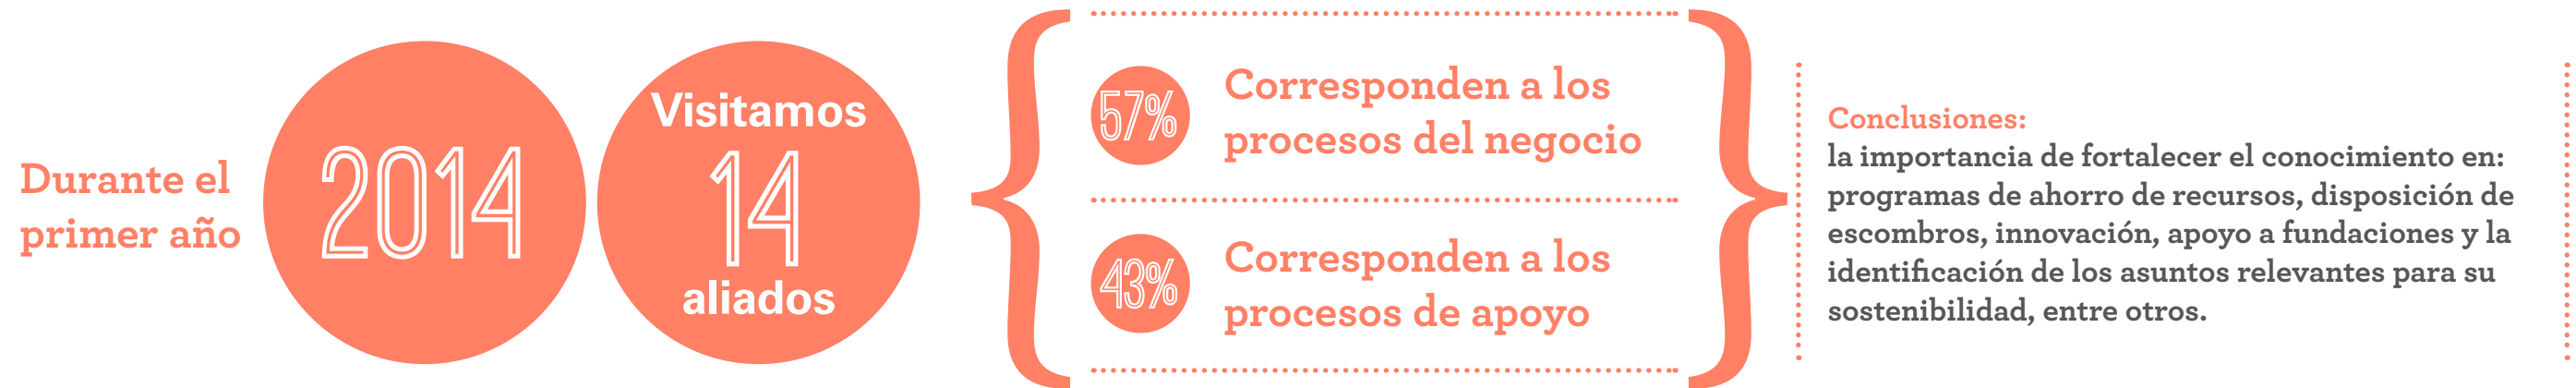 Durante el
primer año
2014
Visitamos
14
aliados
57%
Corresponden a los
procesos del negocio
43%
Corresponden a los
procesos de apoyo
Conclusiones:
la importancia de fortalecer el conocimiento en:
programas de ahorro de recursos, disposición de
escombros, innovación, apoyo a fundaciones y la
identificación de los asuntos relevantes para su
sostenibilidad, entre otros.